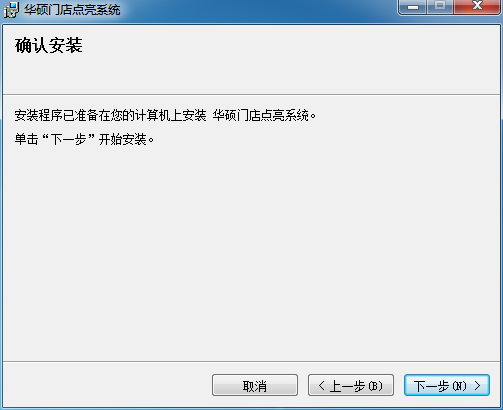 华硕门店点亮系统
确认安装
安装程序已准备在您的计算机上安装 华硕门店点亮系统。
单击“下一步”开始安装。
取消
< 上一步(B)
下一步(N) >